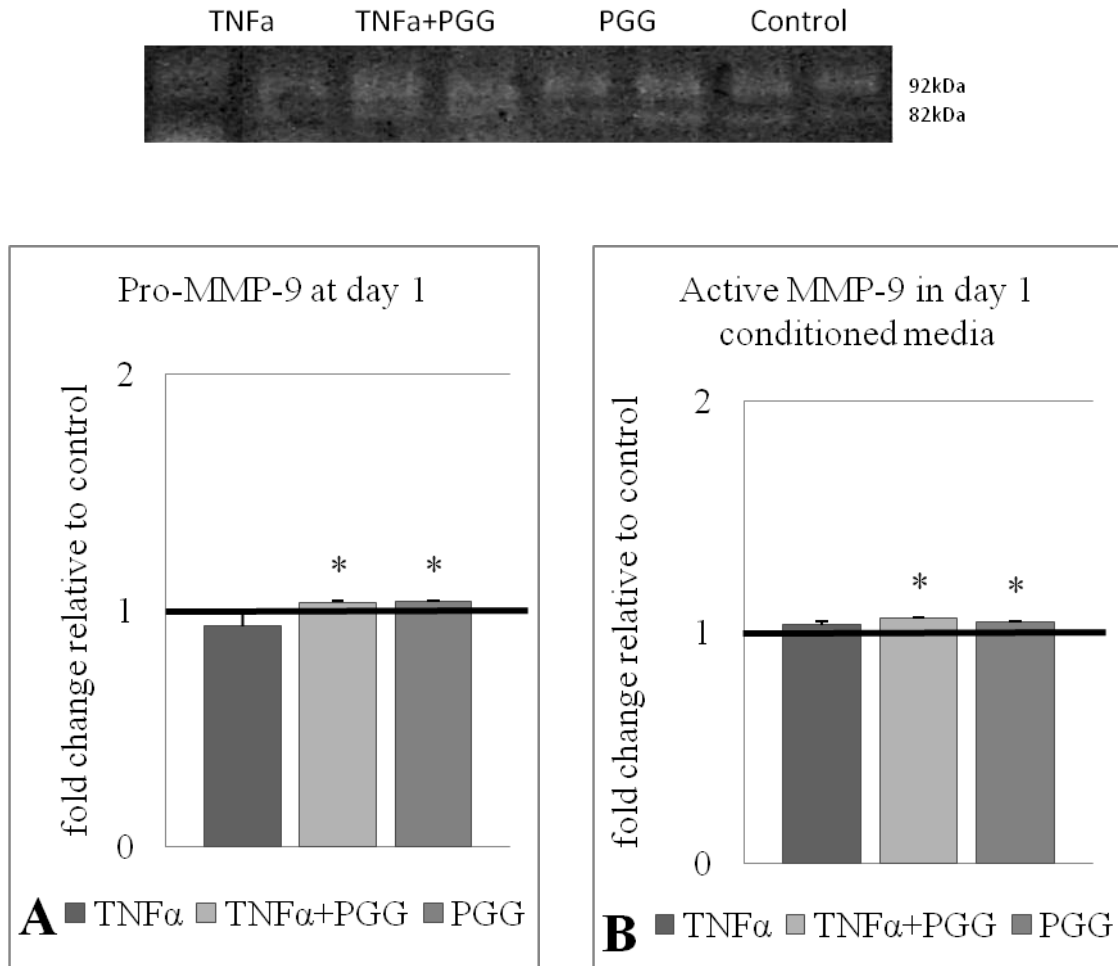 TNFa TNFa+PGG PGG Control
92kDa
82kDa
Pro-MMP-9 at day 1
fold change relative to control
2
1
0
* *
A TNFα TNFα+PGG PGG
Active MMP-9 in day 1
conditioned media
fold change relative to control
2
1
0
* *
B TNFα TNFα+PGG PGG